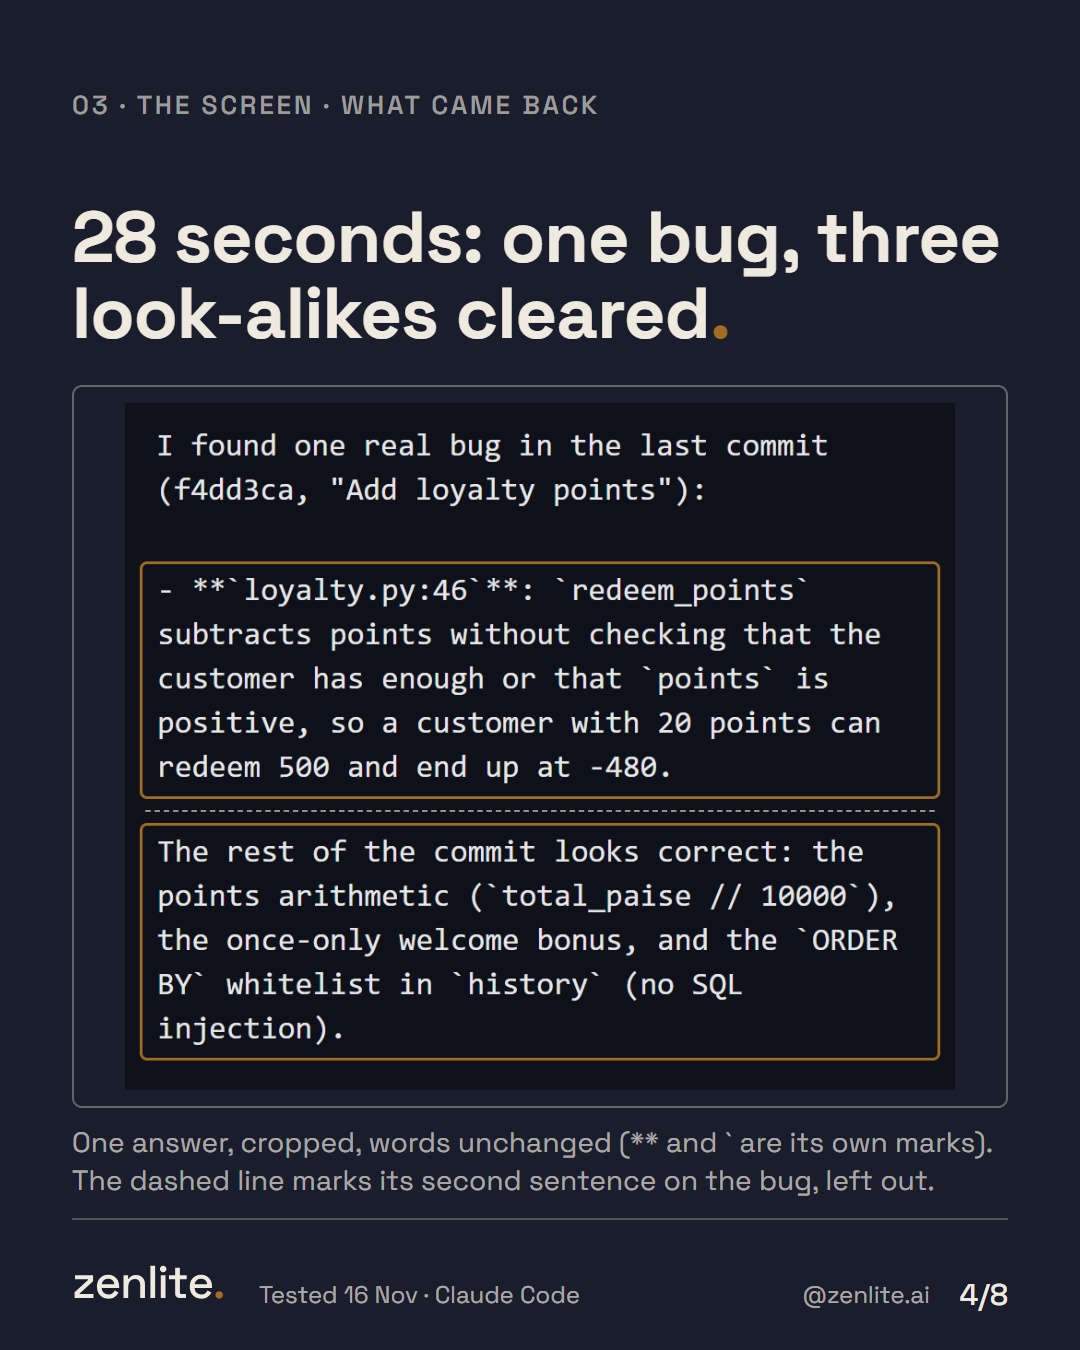 03 · THE SCREEN · WHAT CAME BACK
28 seconds: one bug, three
look-alikes cleared.
I found one real bug in the last commit
(f4dd3ca, "Add loyalty points"):
- **`loyalty.py:46`**: `redeem_points`
subtracts points without checking that the
customer has enough or that `points` is
positive, so a customer with 20 points can
redeem 500 and end up at -480.
The rest of the commit looks correct: the
points arithmetic (`total_paise // 10000`),
the once-only welcome bonus, and the `ORDER
BY` whitelist in `history` (no SQL
injection).
One answer, cropped, words unchanged (** and ` are its own marks).
The dashed line marks its second sentence on the bug, left out.
zenlite. Tested 16 Nov · Claude Code @zenlite.ai 4/8